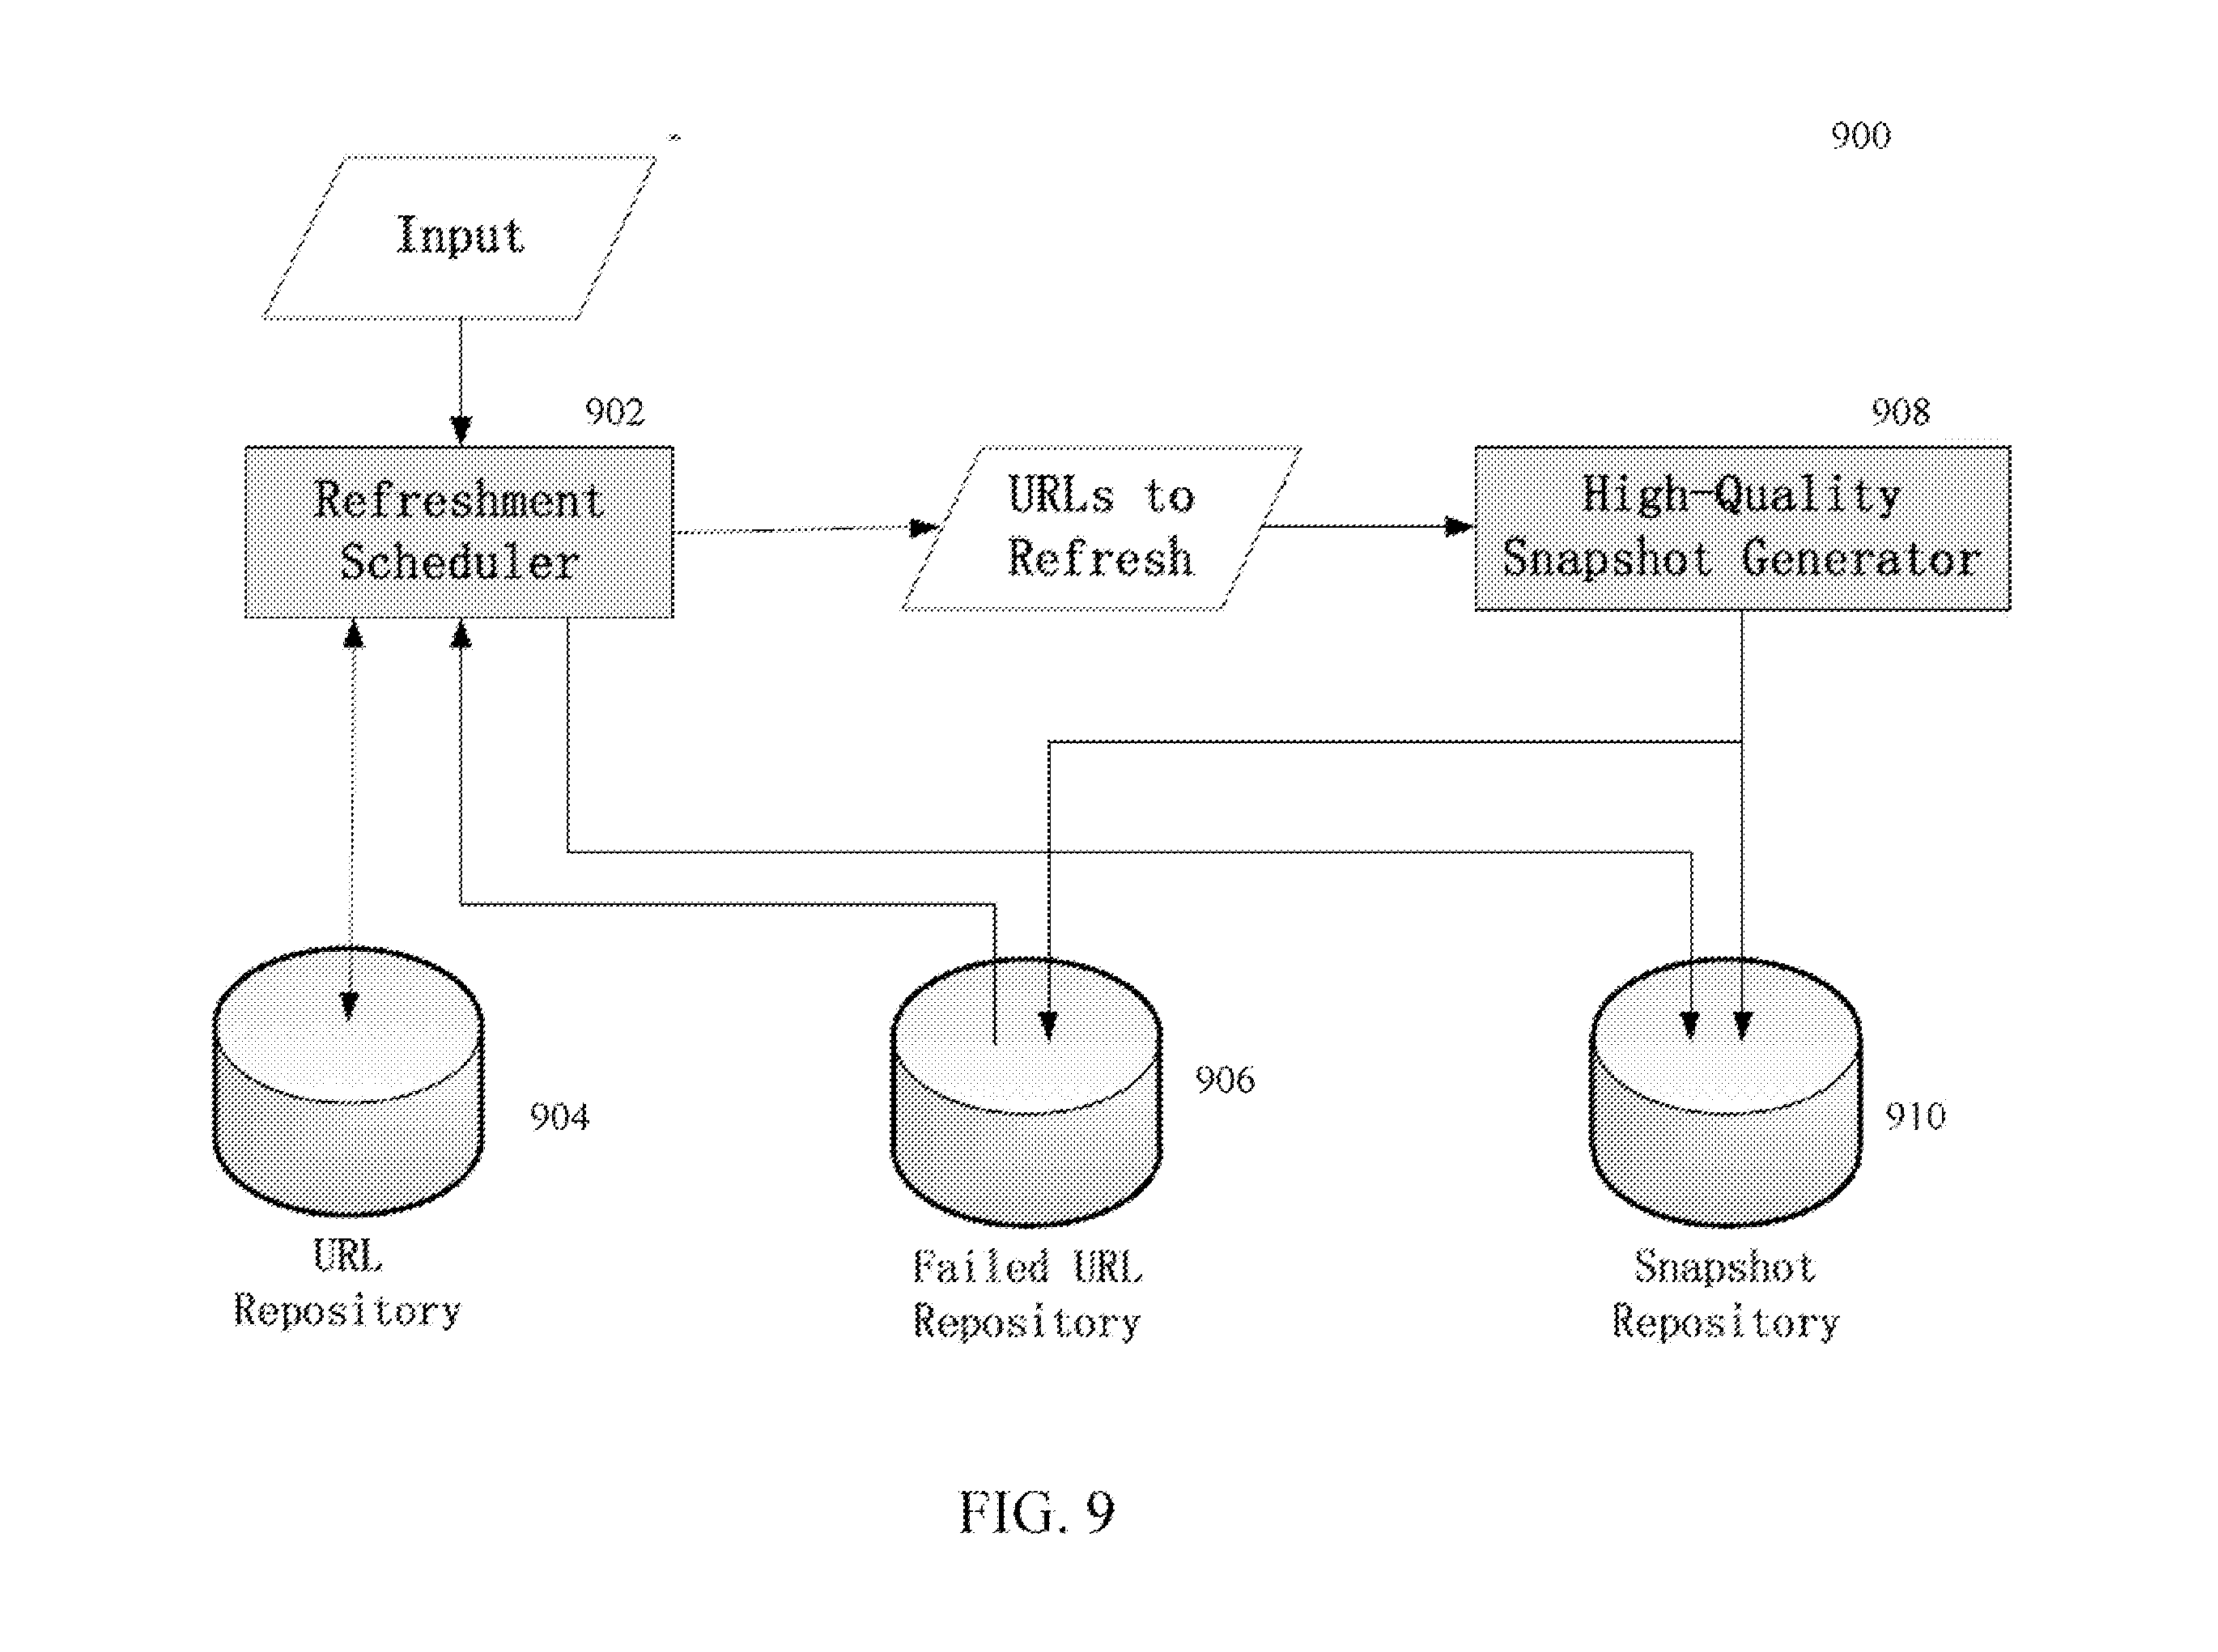 900
Input
902
908
Refreshment
Scheduler
URLs to
Refresh
High-Quality
Snapshot Generator
904
906
910
URL
Repository
Failed URL
Repository
Snapshot
Repository
FIG. 9